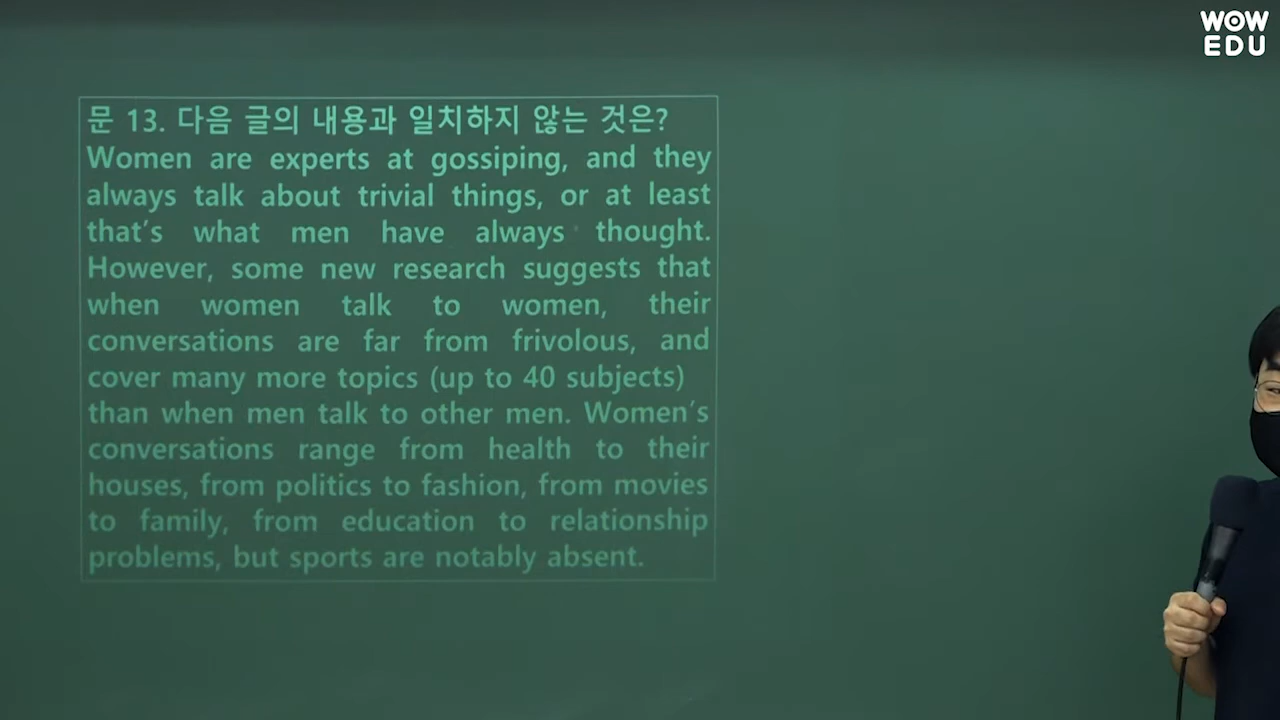 WOW
EDU
문 13. 다음 글의 내용과 일치하지 않는 것은?
Women are experts at gossiping, and they
always talk about trivial things, or at least
that's what men have always thought.
However, some new research suggests that
when women talk to women, their
conversations are far from frivolous, and
cover many more topics (up to 40 subjects)
than when men talk to other men. Women's
conversations range from health to their
houses, from politics to fashion, from movies
to family, from education to relationship
problems, but sports are notably absent.